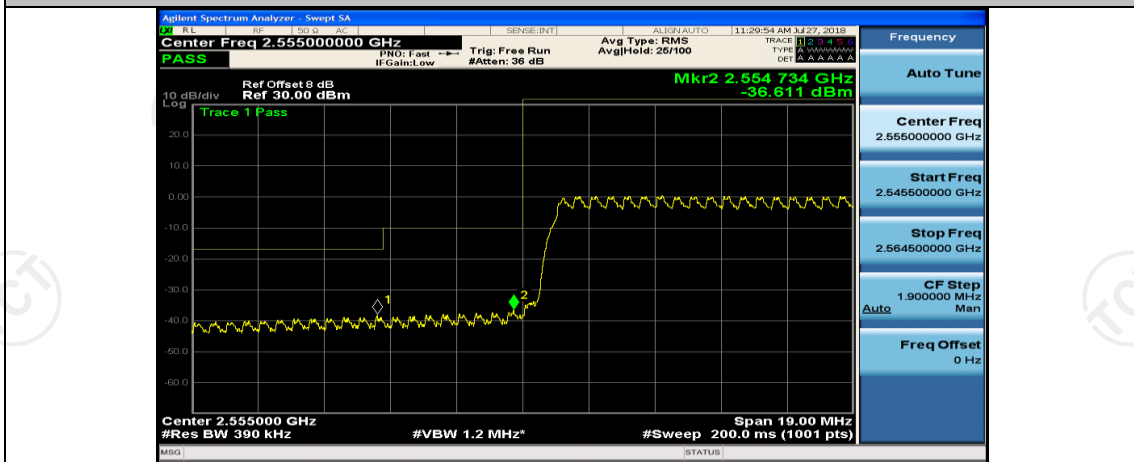 Agilent Spectrum Analyzer - Swept SA
LXI RL RF 50 Ω AC SENSE:INT ALIGN AUTO 11:29:54 AM Jul 27, 2018
Center Freq 2.555000000 GHz
PASS
PNO: Fast
IFGain:Low
Trig: Free Run
#Atten: 36 dB
Avg Type: RMS
Avg|Hold: 25/100
TRACE 1 2 3 4 5 6
TYPE A WWWWW
DET A A A A A A
Mkr2 2.554 734 GHz
-36.611 dBm
Ref Offset 8 dB
10 dB/div Ref 30.00 dBm
Log
Trace 1 Pass
20.0
10.0
0.00
-10.0
-20.0
-30.0
-40.0
-50.0
-60.0
1
2
Center 2.555000 GHz Span 19.00 MHz
#Res BW 390 kHz #VBW 1.2 MHz* #Sweep 200.0 ms (1001 pts)
MSG STATUS
Frequency
Auto Tune
Center Freq
2.555000000 GHz
Start Freq
2.545500000 GHz
Stop Freq
2.564500000 GHz
CF Step
1.900000 MHz
Auto Man
Freq Offset
0 Hz
TCT
TC